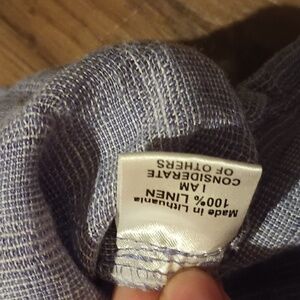 Made in Lithuania
100% LINEN
I AM
CONSIDERATE
OF OTHERS